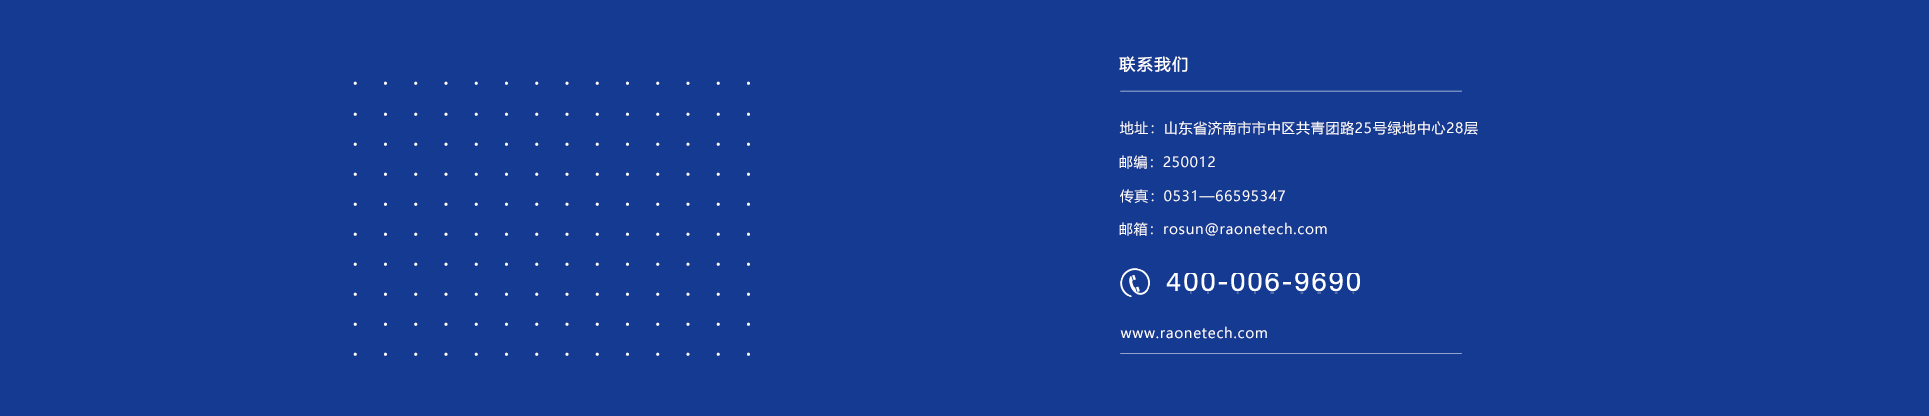 联系我们
地址：山东省济南市市中区共青团路25号绿地中心28层
邮编：250012
传真：0531—66595347
邮箱：rosun@raonetech.com
400-006-9690
www.raonetech.com